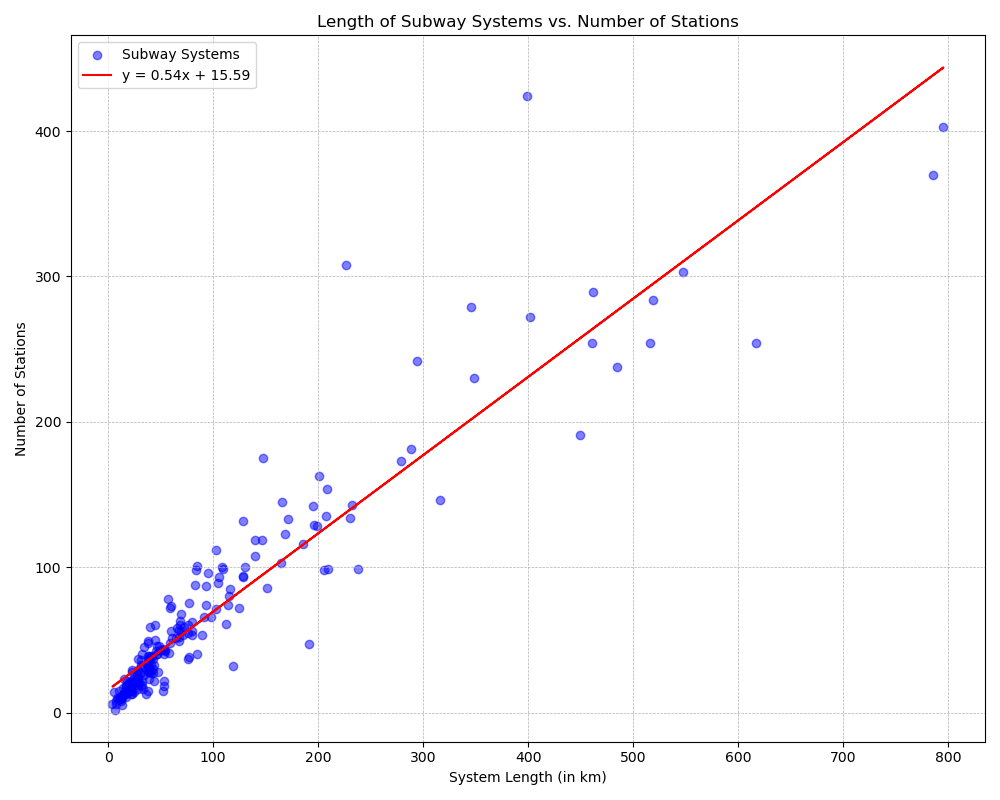 Length of Subway Systems vs. Number of Stations
Subway Systems
y = 0.54x + 15.59
Number of Stations
400
300
200
100
0
0 100 200 300 400 500 600 700 800
System Length (in km)